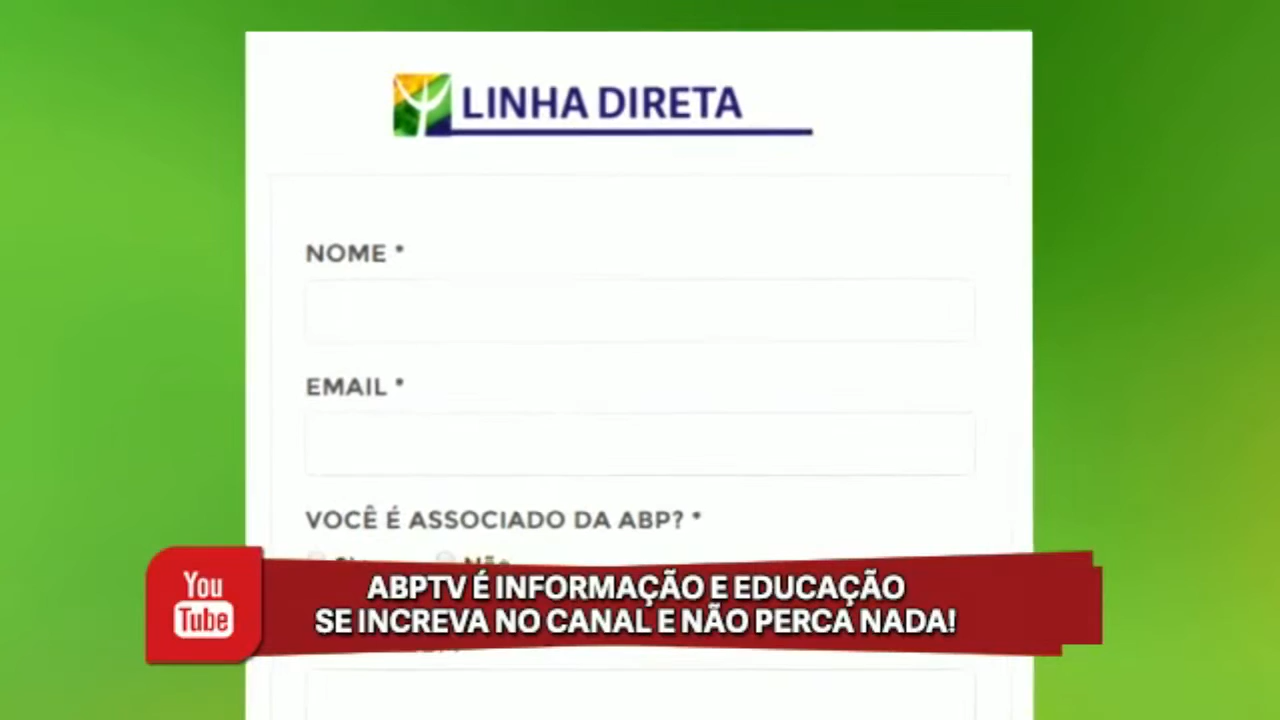 LINHA DIRETA
NOME *
EMAIL *
VOCÊ É ASSOCIADO DA ABP? *
Não
You
Tube
ABPTV É INFORMAÇÃO E EDUCAÇÃO
SE INCREVA NO CANAL E NÃO PERCA NADA!